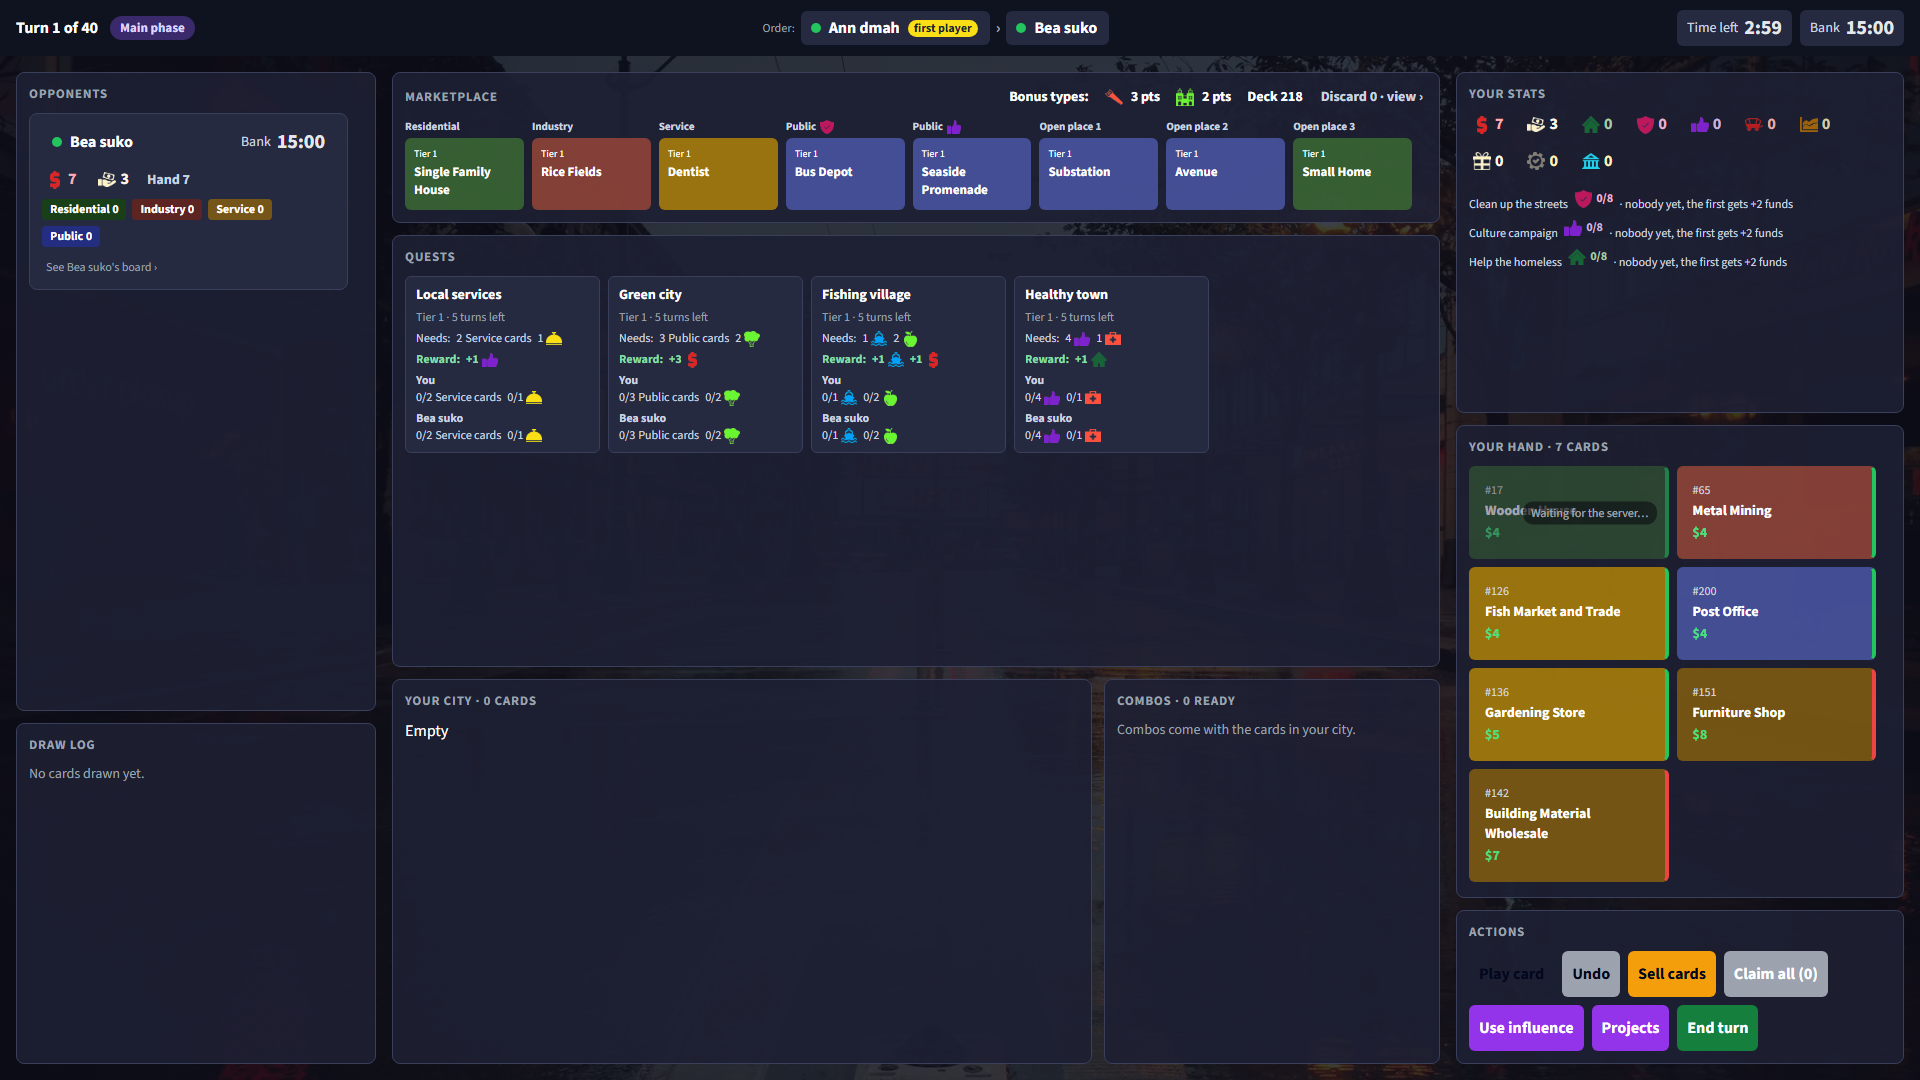 Turn 1 of 40 Main phase
Order: Ann dmah first player › Bea suko
Time left 2:59 Bank 15:00
OPPONENTS
Bea suko Bank 15:00
7 3 Hand 7
Residential 0 Industry 0 Service 0
Public 0
See Bea suko's board ›
DRAW LOG
No cards drawn yet.
MARKETPLACE
Bonus types: 3 pts 2 pts Deck 218 Discard 0 · view ›
Residential Industry Service Public Public Open place 1 Open place 2 Open place 3
Tier 1
Single Family
House
Tier 1
Rice Fields
Tier 1
Dentist
Tier 1
Bus Depot
Tier 1
Seaside
Promenade
Tier 1
Substation
Tier 1
Avenue
Tier 1
Small Home
QUESTS
Local services
Tier 1 · 5 turns left
Needs: 2 Service cards 1
Reward: +1
You
0/2 Service cards 0/1
Bea suko
0/2 Service cards 0/1
Green city
Tier 1 · 5 turns left
Needs: 3 Public cards 2
Reward: +3
You
0/3 Public cards 0/2
Bea suko
0/3 Public cards 0/2
Fishing village
Tier 1 · 5 turns left
Needs: 1 2
Reward: +1 +1
You
0/1 0/2
Bea suko
0/1 0/2
Healthy town
Tier 1 · 5 turns left
Needs: 4 1
Reward: +1
You
0/4 0/1
Bea suko
0/4 0/1
YOUR CITY · 0 CARDS
Empty
COMBOS · 0 READY
Combos come with the cards in your city.
YOUR STATS
7 3 0 0 0 0 0
0 0 0
Clean up the streets 0/8 · nobody yet, the first gets +2 funds
Culture campaign 0/8 · nobody yet, the first gets +2 funds
Help the homeless 0/8 · nobody yet, the first gets +2 funds
YOUR HAND · 7 CARDS
#17
Waiting for the server...
$4
#65
Metal Mining
$4
#126
Fish Market and Trade
$4
#200
Post Office
$4
#136
Gardening Store
$5
#151
Furniture Shop
$8
#142
Building Material
Wholesale
$7
ACTIONS
Play card Undo Sell cards Claim all (0)
Use influence Projects End turn